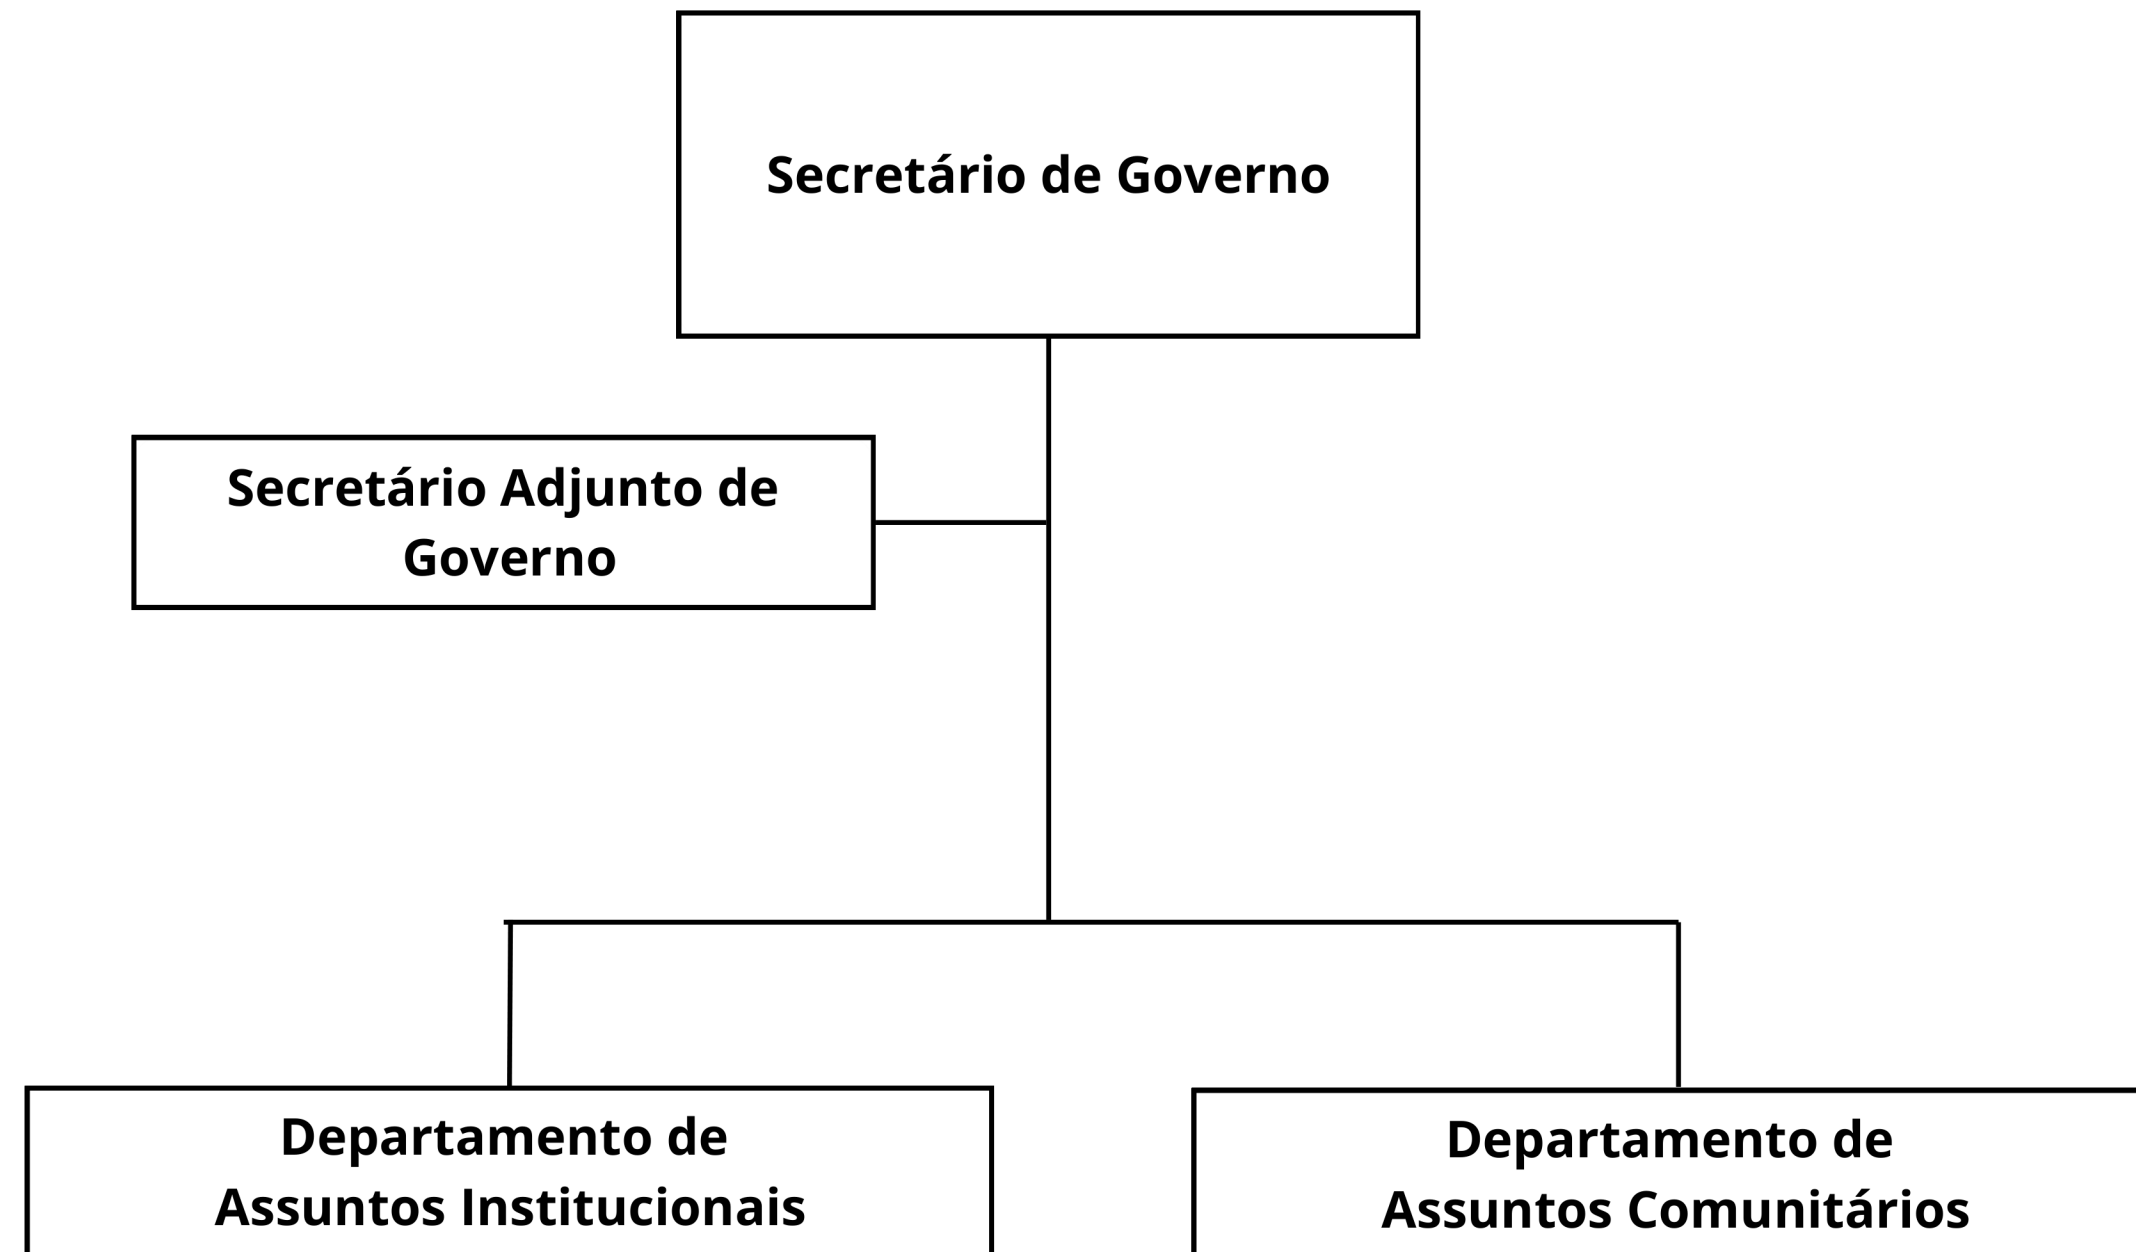 Secretário de Governo
Secretário Adjunto de
Governo
Departamento de
Assuntos Institucionais
Departamento de
Assuntos Comunitários